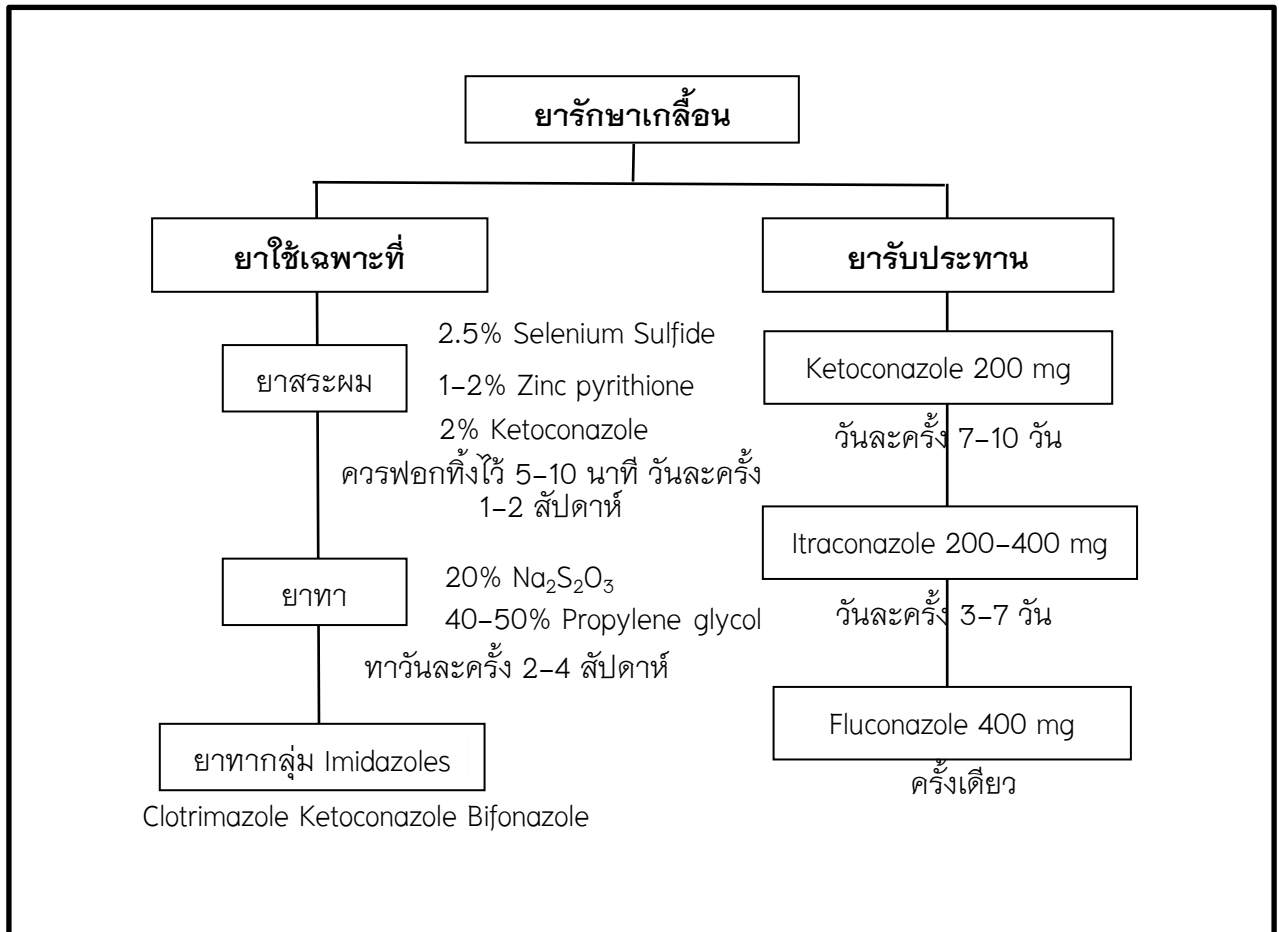 ยารักษาเกลื้อน
ยาใช้เฉพาะที่
ยาสระผม
2.5% Selenium Sulfide
1–2% Zinc pyrithione
2% Ketoconazole
ควรฟอกทิ้งไว้ 5–10 นาที วันละครั้ง
1–2 สัปดาห์
ยาทา
20% Na₂S₂O₃
40–50% Propylene glycol
ทาวันละครั้ง 2–4 สัปดาห์
ยาทากลุ่ม Imidazoles
Clotrimazole Ketoconazole Bifonazole
ยารับประทาน
Ketoconazole 200 mg
วันละครั้ง 7–10 วัน
Itraconazole 200–400 mg
วันละครั้ง 3–7 วัน
Fluconazole 400 mg
ครั้งเดียว